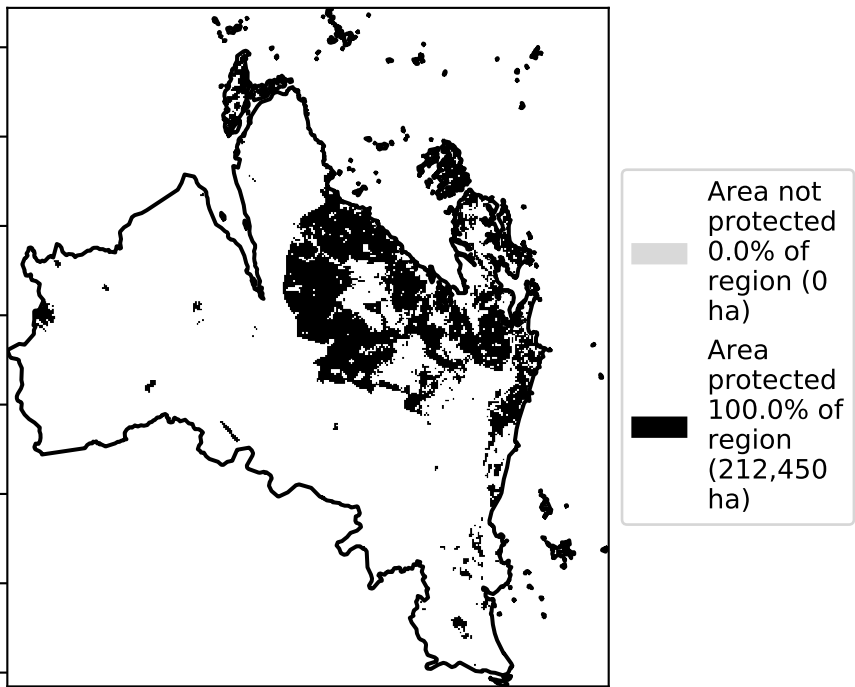 Area not
protected
0.0% of
region (0
ha)
Area
protected
100.0% of
region
(212,450
ha)